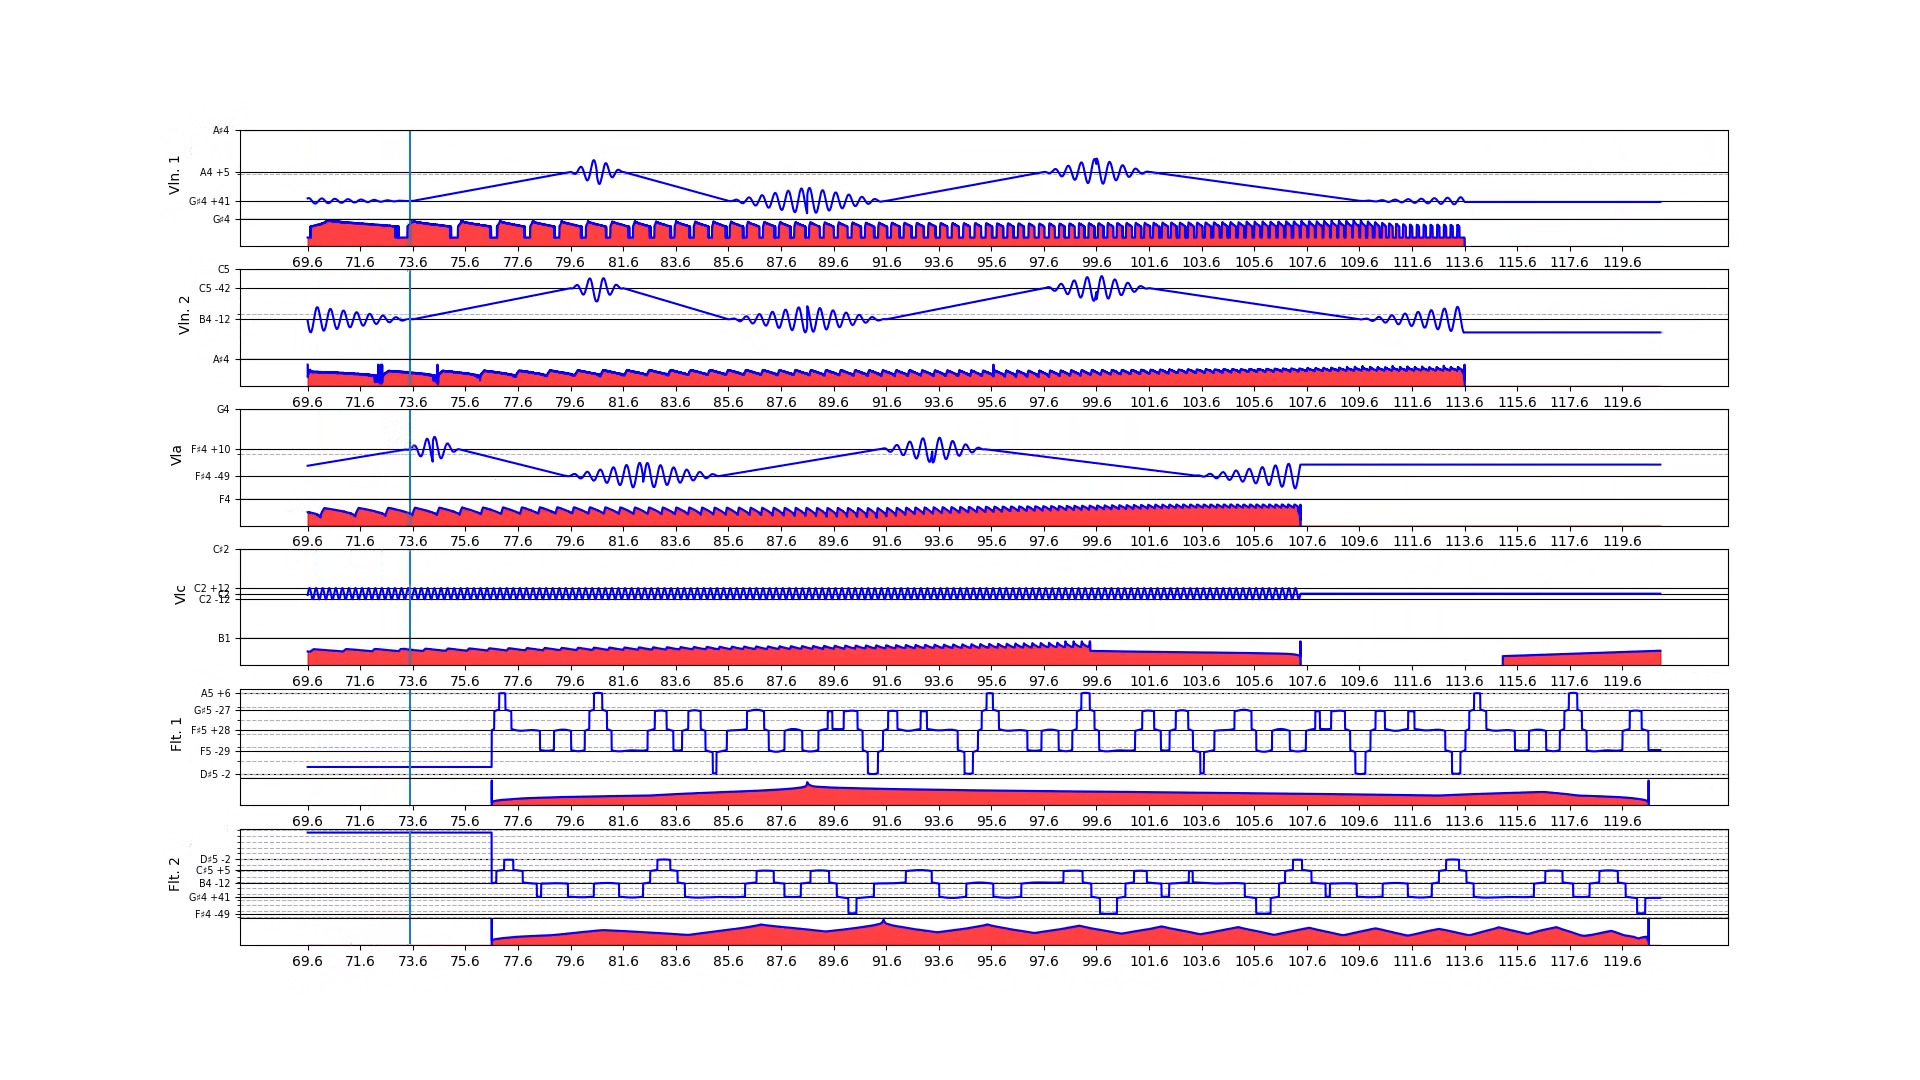 Vln. 1
A♯4
A4 +5
G♯4 +41
G♯4
69.6 71.6 73.6 75.6 77.6 79.6 81.6 83.6 85.6 87.6 89.6 91.6 93.6 95.6 97.6 99.6 101.6 103.6 105.6 107.6 109.6 111.6 113.6 115.6 117.6 119.6
Vln. 2
C5
C5 -42
B4 -12
A♯4
69.6 71.6 73.6 75.6 77.6 79.6 81.6 83.6 85.6 87.6 89.6 91.6 93.6 95.6 97.6 99.6 101.6 103.6 105.6 107.6 109.6 111.6 113.6 115.6 117.6 119.6
Vla
G4
F♯4 +10
F♯4 -49
F4
69.6 71.6 73.6 75.6 77.6 79.6 81.6 83.6 85.6 87.6 89.6 91.6 93.6 95.6 97.6 99.6 101.6 103.6 105.6 107.6 109.6 111.6 113.6 115.6 117.6 119.6
Vlc
C♯2
C2 +12
C2 -12
B1
69.6 71.6 73.6 75.6 77.6 79.6 81.6 83.6 85.6 87.6 89.6 91.6 93.6 95.6 97.6 99.6 101.6 103.6 105.6 107.6 109.6 111.6 113.6 115.6 117.6 119.6
Flt. 1
A5 +6
G♯5 -27
F♯5 +28
F5 -29
D♯5 -2
69.6 71.6 73.6 75.6 77.6 79.6 81.6 83.6 85.6 87.6 89.6 91.6 93.6 95.6 97.6 99.6 101.6 103.6 105.6 107.6 109.6 111.6 113.6 115.6 117.6 119.6
Flt. 2
D♯5 -2
C♯5 +5
B4 -12
G♯4 +41
F♯4 -49
69.6 71.6 73.6 75.6 77.6 79.6 81.6 83.6 85.6 87.6 89.6 91.6 93.6 95.6 97.6 99.6 101.6 103.6 105.6 107.6 109.6 111.6 113.6 115.6 117.6 119.6